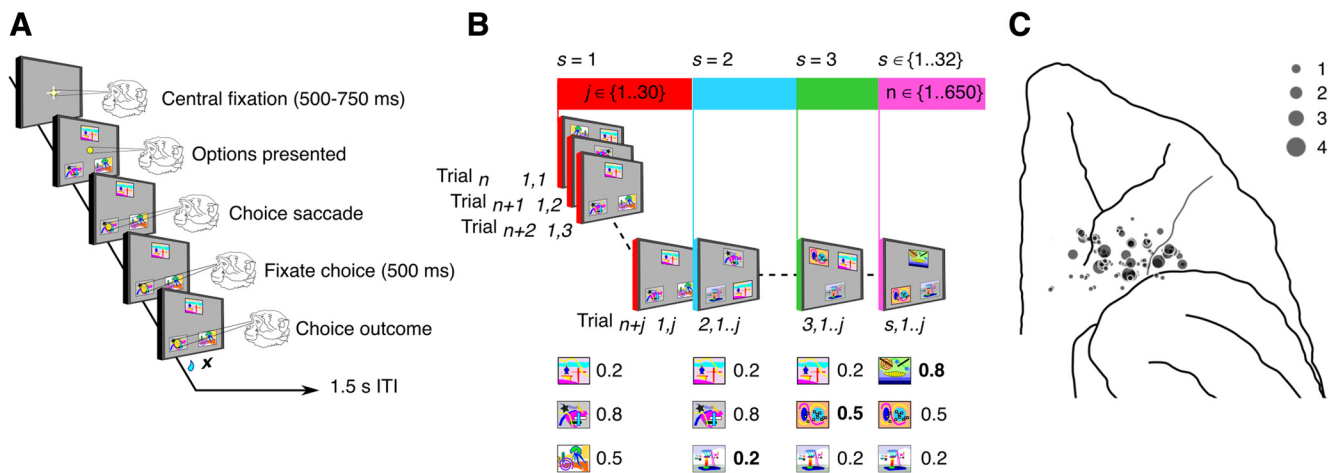 A
Central fixation (500-750 ms)
Options presented
Choice saccade
Fixate choice (500 ms)
Choice outcome
x
1.5 s ITI
B
s = 1 s = 2 s = 3 s ∈ {1..32}
j ∈ {1..30} n ∈ {1..650}
Trial n 1,1
Trial n+1 1,2
Trial n+2 1,3
Trial n+j 1,j 2,1..j 3,1..j s,1..j
0.2 0.2 0.2 0.8
0.8 0.8 0.5 0.5
0.5 0.2 0.2 0.2
C
1
2
3
4